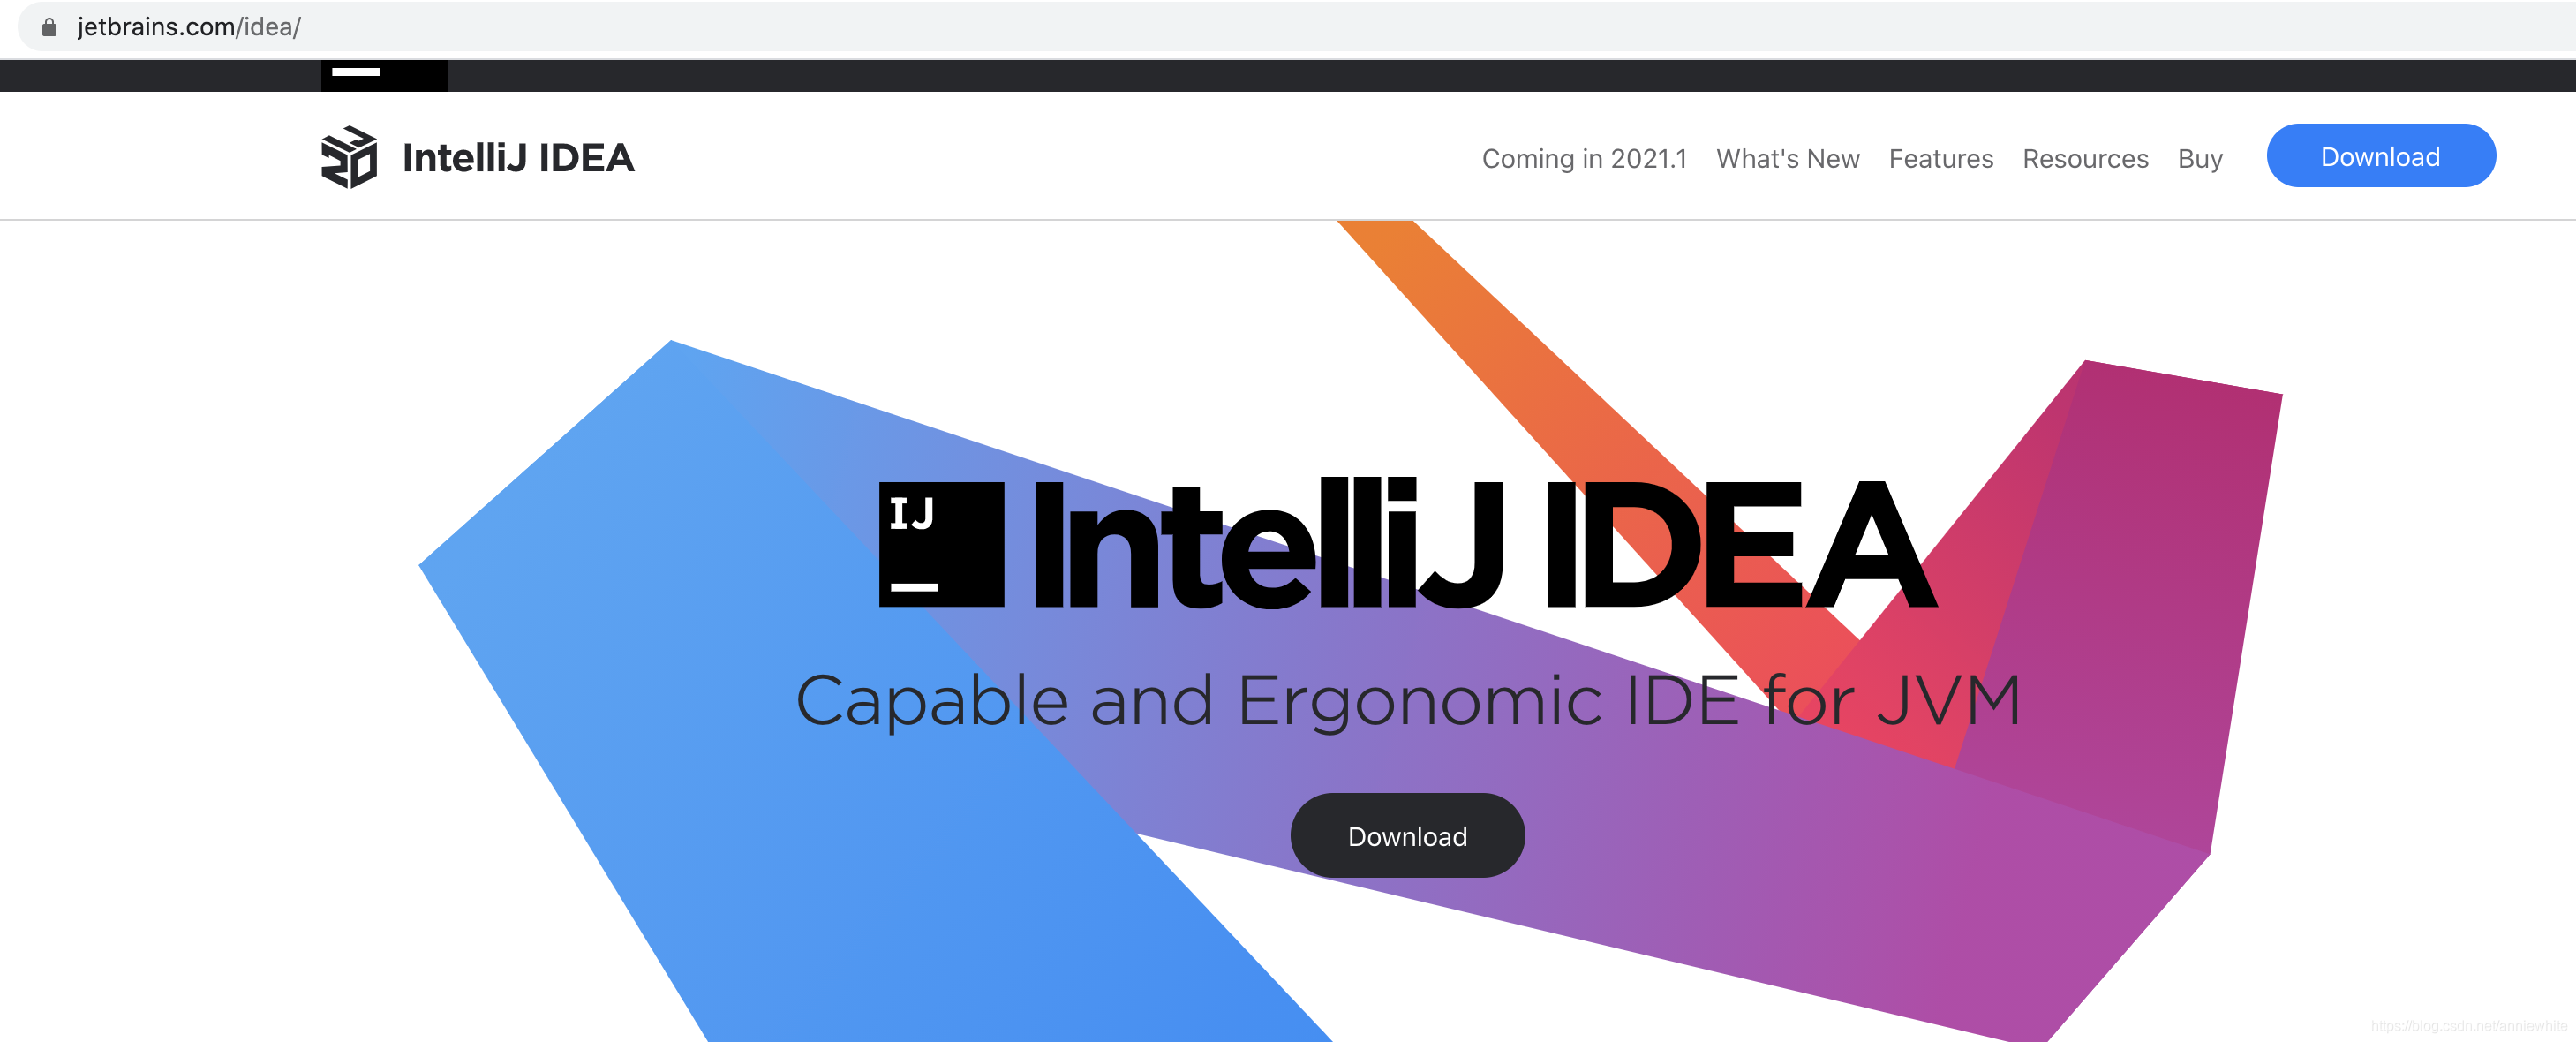 jetbrains.com/idea/
IntelliJ IDEA
Coming in 2021.1 What's New Features Resources Buy Download
IJ IntelliJ IDEA
Capable and Ergonomic IDE for JVM
Download
https://blog.csdn.net/anniewhite